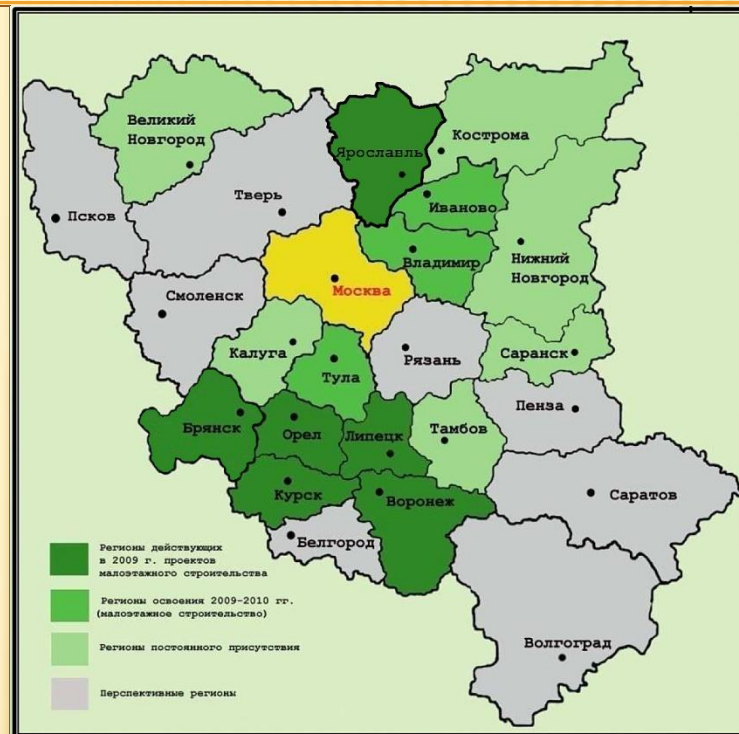 Великий
Новгород
Псков
Тверь
Ярославль
Кострома
Иваново
Владимир
Нижний
Новгород
Москва
Смоленск
Калуга
Тула
Рязань
Саранск
Пенза
Брянск
Орел
Липецк
Тамбов
Курск
Воронеж
Саратов
Белгород
Волгоград
Регионы действующих
в 2009 г. проектов
малоэтажного строительства
Регионы освоения 2009-2010 гг.
(малоэтажное строительство)
Регионы постоянного присутствия
Перспективные регионы